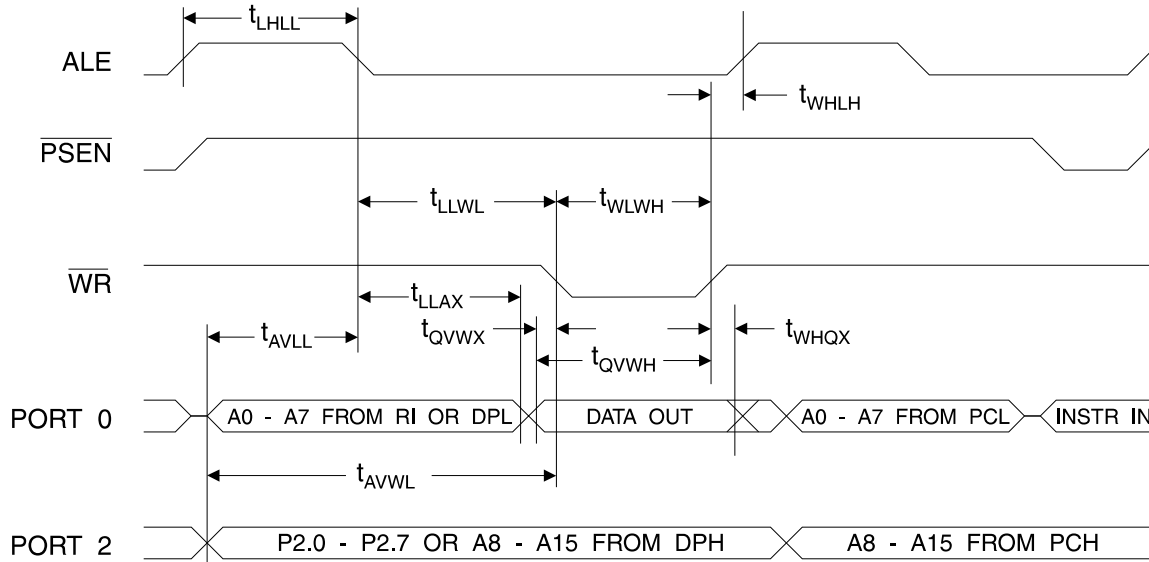 tLHLL
ALE
tWHLH
PSEN
tLLWL
tWLWH
WR
tLLAX
tAVLL
tQVWX
tWHQX
tQVWH
PORT 0
A0 - A7 FROM RI OR DPL
DATA OUT
A0 - A7 FROM PCL
INSTR IN
tAVWL
PORT 2
P2.0 - P2.7 OR A8 - A15 FROM DPH
A8 - A15 FROM PCH